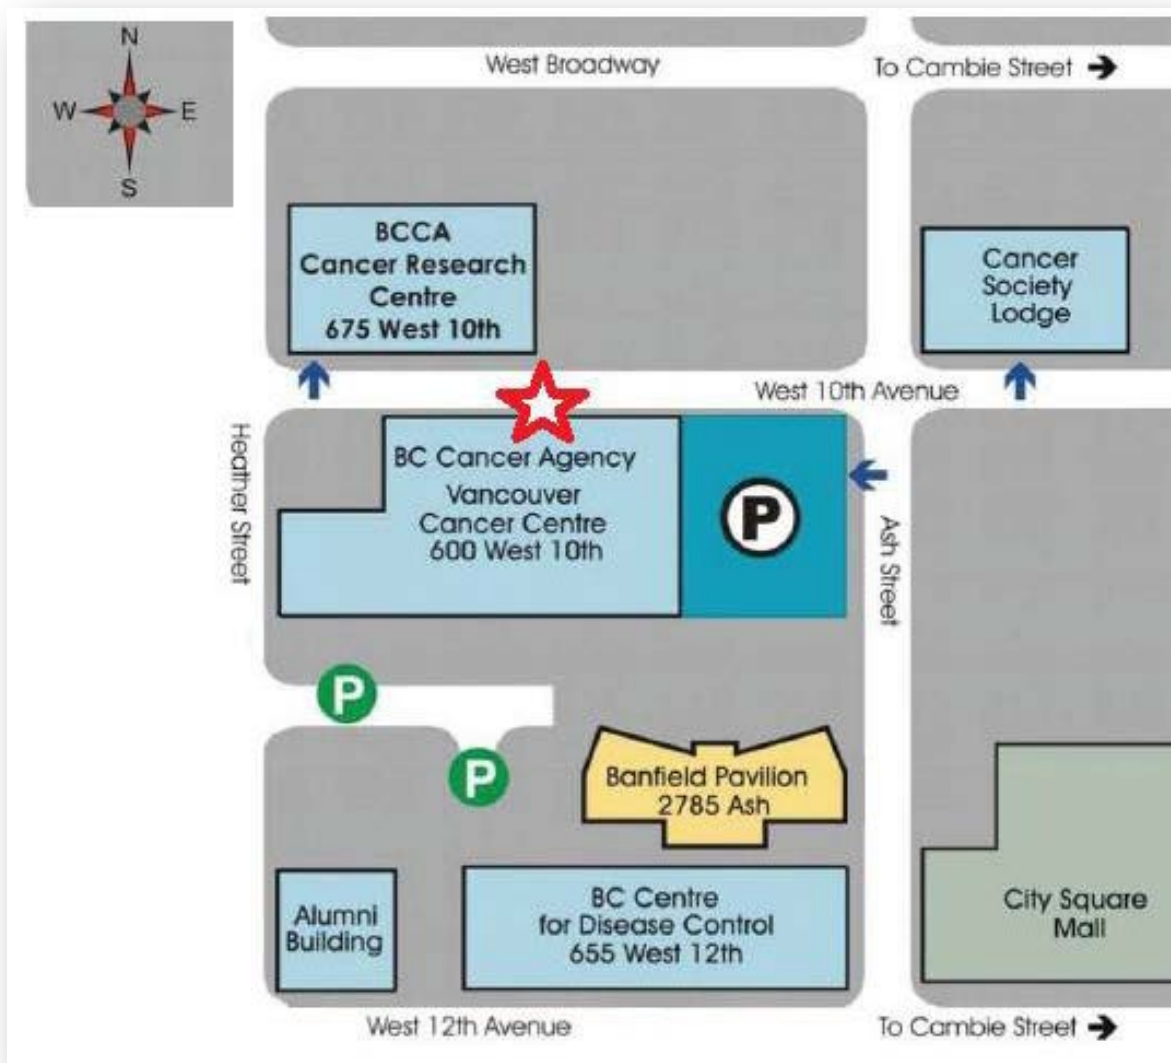 N
W E
S
West Broadway
To Cambie Street
BCCA
Cancer Research
Centre
675 West 10th
Cancer
Society
Lodge
West 10th Avenue
Heather Street
BC Cancer Agency
Vancouver
Cancer Centre
600 West 10th
P
Ash Street
P
P
Banfield Pavilion
2785 Ash
Alumni
Building
BC Centre
for Disease Control
655 West 12th
City Square
Mall
West 12th Avenue
To Cambie Street